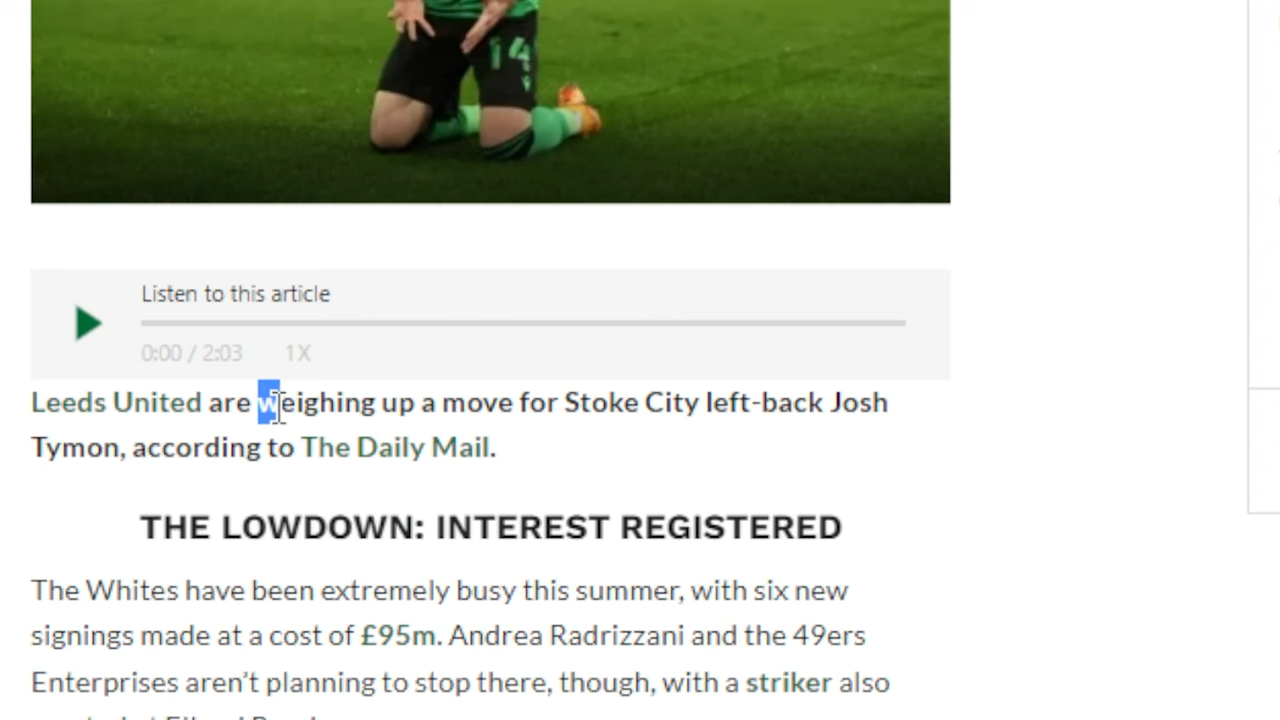 14
Listen to this article
0:00 / 2:03 1X
Leeds United are weighing up a move for Stoke City left-back Josh
Tymon, according to The Daily Mail.
THE LOWDOWN: INTEREST REGISTERED
The Whites have been extremely busy this summer, with six new
signings made at a cost of £95m. Andrea Radrizzani and the 49ers
Enterprises aren’t planning to stop there, though, with a striker also